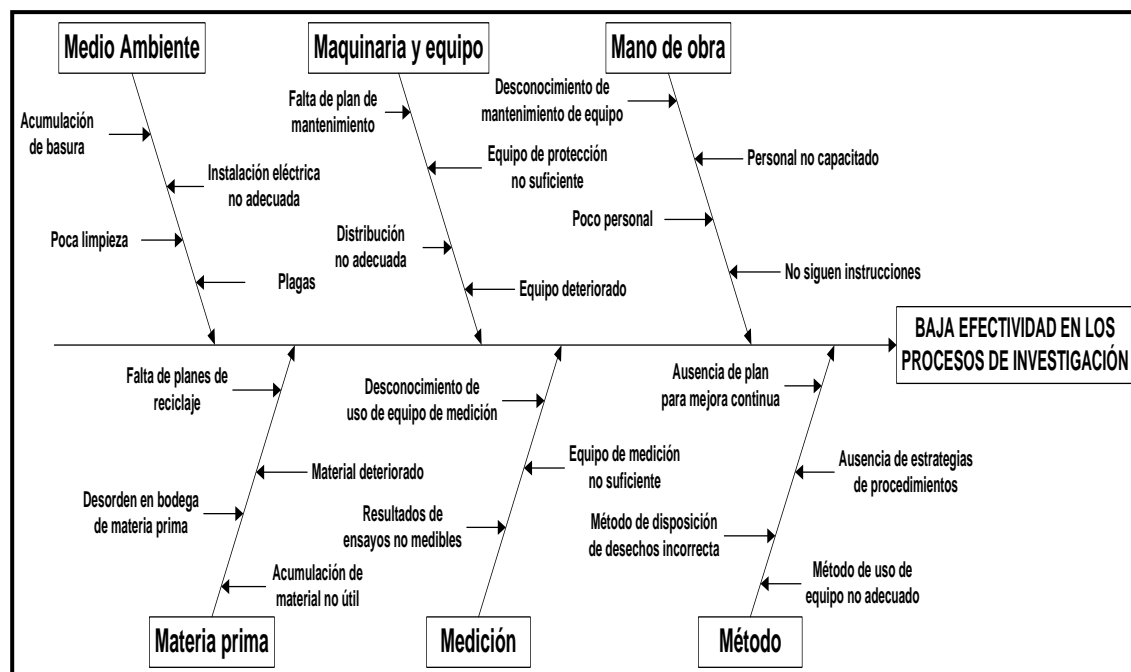 Medio Ambiente
Maquinaria y equipo
Mano de obra
Acumulación
de basura
Instalación eléctrica
no adecuada
Poca limpieza
Plagas
Falta de plan de
mantenimiento
Equipo de protección
no suficiente
Distribución
no adecuada
Equipo deteriorado
Desconocimiento de
mantenimiento de equipo
Personal no capacitado
Poco personal
No siguen instrucciones
BAJA EFECTIVIDAD EN LOS
PROCESOS DE INVESTIGACIÓN
Falta de planes de
reciclaje
Material deteriorado
Desorden en bodega
de materia prima
Acumulación de
material no útil
Desconocimiento de
uso de equipo de medición
Equipo de medición
no suficiente
Resultados de
ensayos no medibles
Ausencia de plan
para mejora continua
Ausencia de estrategias
de procedimientos
Método de disposición
de desechos incorrecta
Método de uso de
equipo no adecuado
Materia prima
Medición
Método